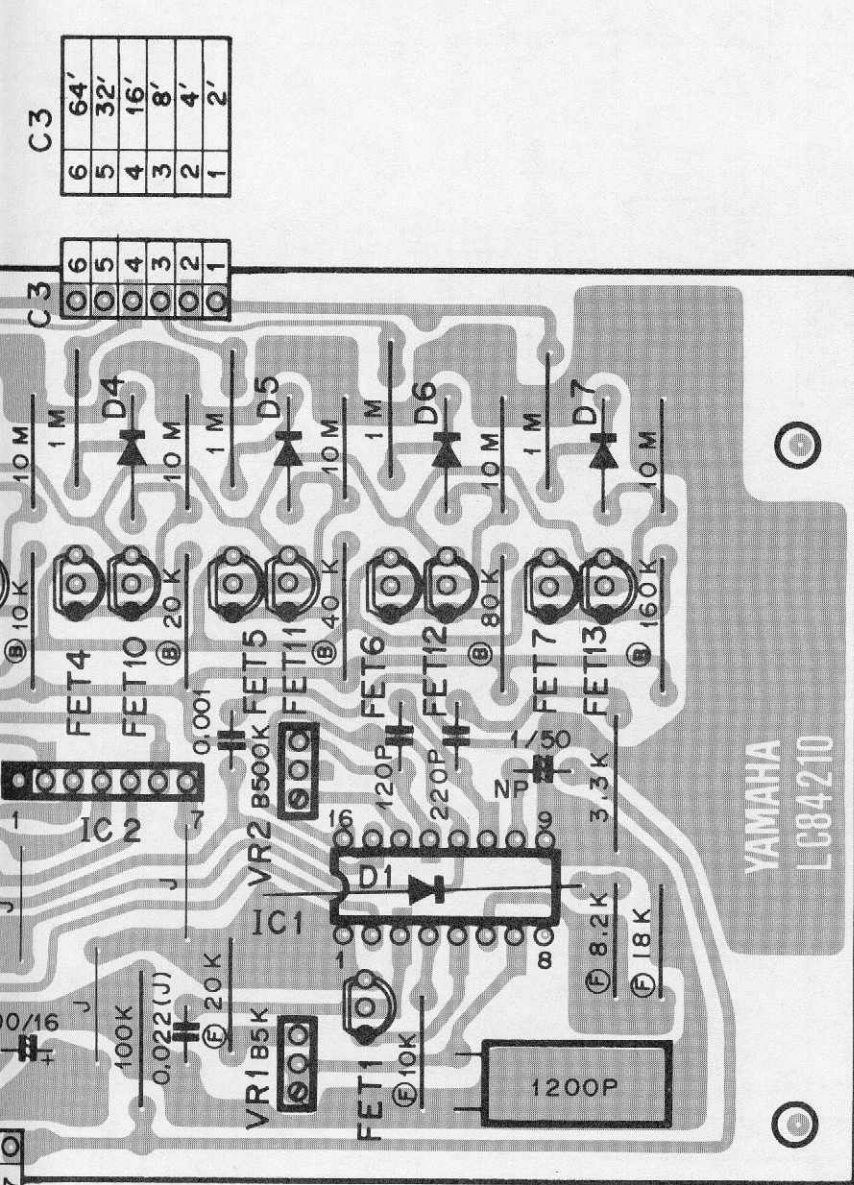 C3
6 64'
5 32'
4 16'
3 8'
2 4'
1 2'
C3
6
5
4
3
2
1
10 M
1 M
D4
10 M
1 M
D5
10 M
1 M
D6
10 M
1 M
D7
10 M
Ⓑ 10 K
FET4
FET10
Ⓑ 20 K
FET5
FET11
Ⓑ 40 K
FET6
FET12
Ⓑ 80 K
FET7
FET13
Ⓑ 160 K
0.001
VR2 B500K
120P
220P
1/50
NP
3.3K
1
IC 2
7
16
9
D1
IC1
1
8
J
J
J
100K
0.022(J)
Ⓕ 20 K
VR1 B5K
FET1
Ⓕ 10K
Ⓕ 8.2K
Ⓕ 18K
1200P
00/16
+
YAMAHA
LC84210